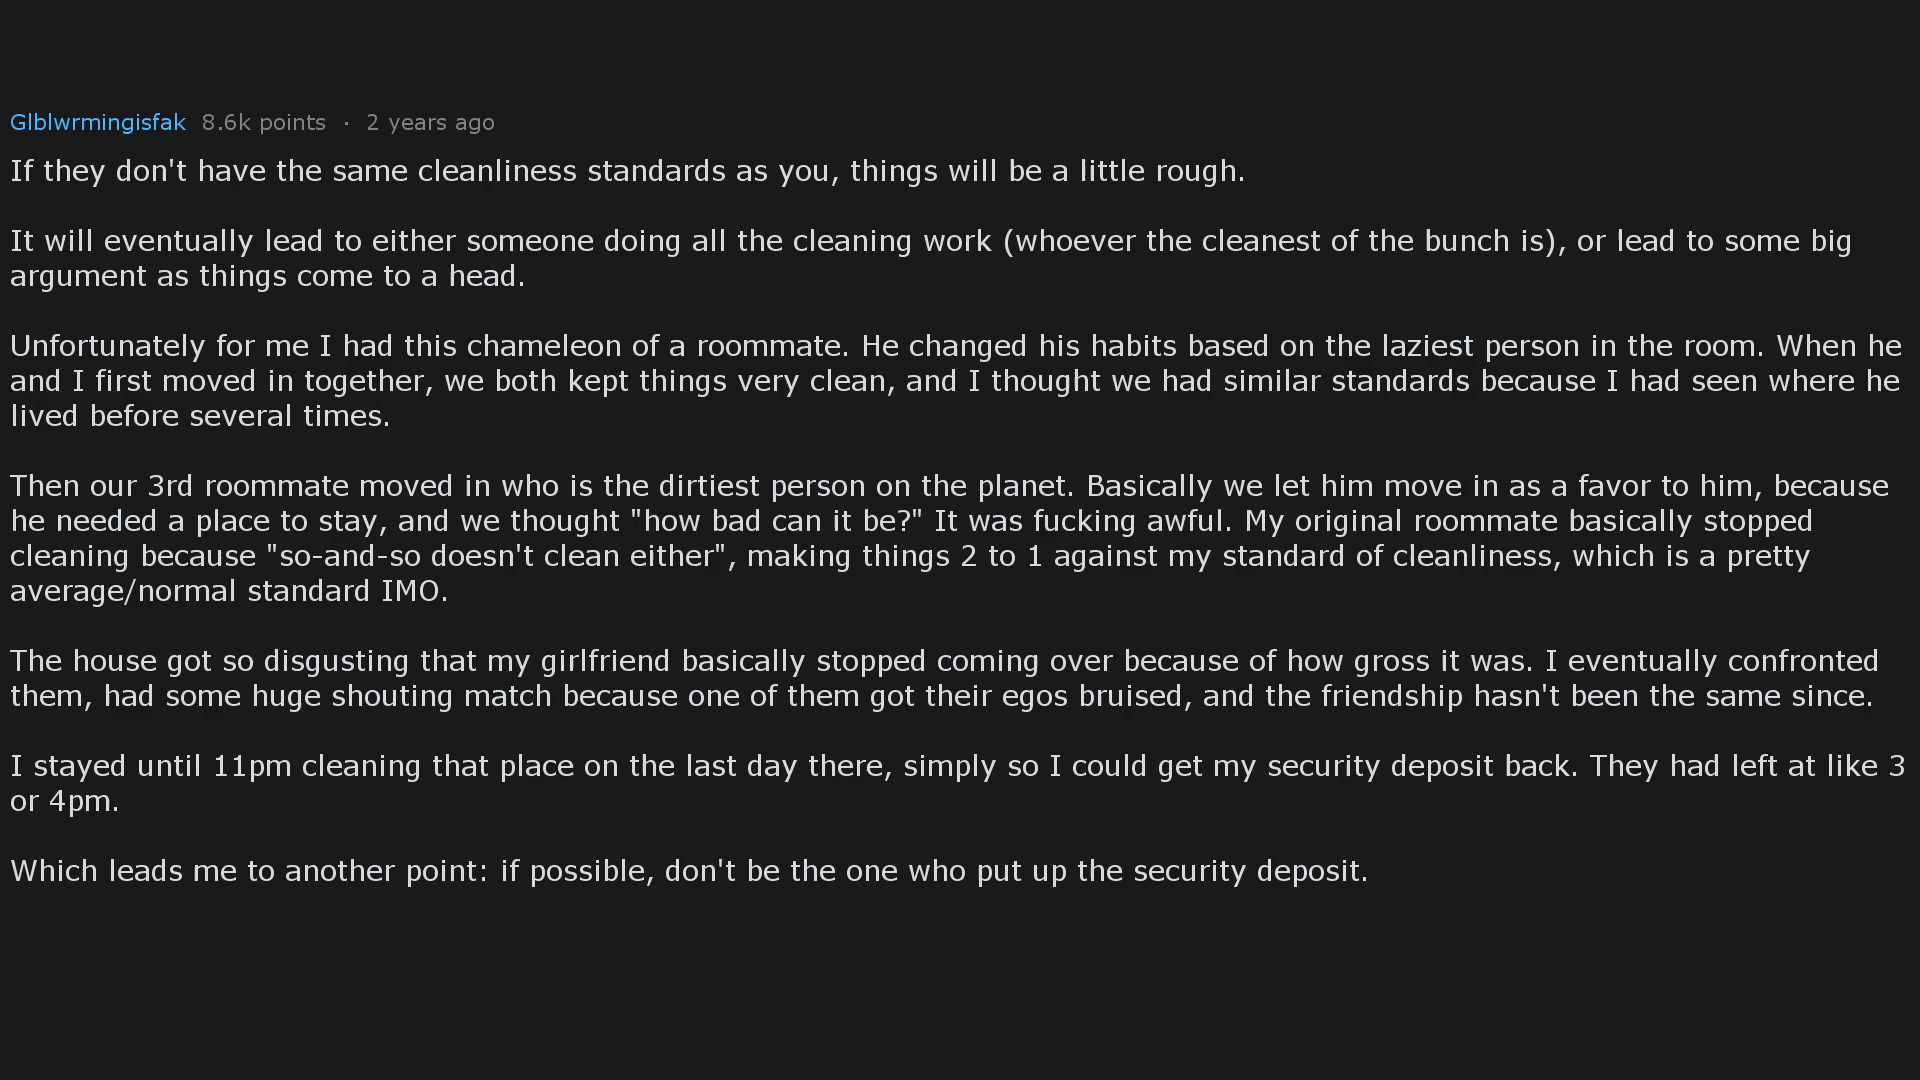 Glblwrmingisfak 8.6k points · 2 years ago
If they don't have the same cleanliness standards as you, things will be a little rough.
It will eventually lead to either someone doing all the cleaning work (whoever the cleanest of the bunch is), or lead to some big
argument as things come to a head.
Unfortunately for me I had this chameleon of a roommate. He changed his habits based on the laziest person in the room. When he
and I first moved in together, we both kept things very clean, and I thought we had similar standards because I had seen where he
lived before several times.
Then our 3rd roommate moved in who is the dirtiest person on the planet. Basically we let him move in as a favor to him, because
he needed a place to stay, and we thought "how bad can it be?" It was fucking awful. My original roommate basically stopped
cleaning because "so-and-so doesn't clean either", making things 2 to 1 against my standard of cleanliness, which is a pretty
average/normal standard IMO.
The house got so disgusting that my girlfriend basically stopped coming over because of how gross it was. I eventually confronted
them, had some huge shouting match because one of them got their egos bruised, and the friendship hasn't been the same since.
I stayed until 11pm cleaning that place on the last day there, simply so I could get my security deposit back. They had left at like 3
or 4pm.
Which leads me to another point: if possible, don't be the one who put up the security deposit.